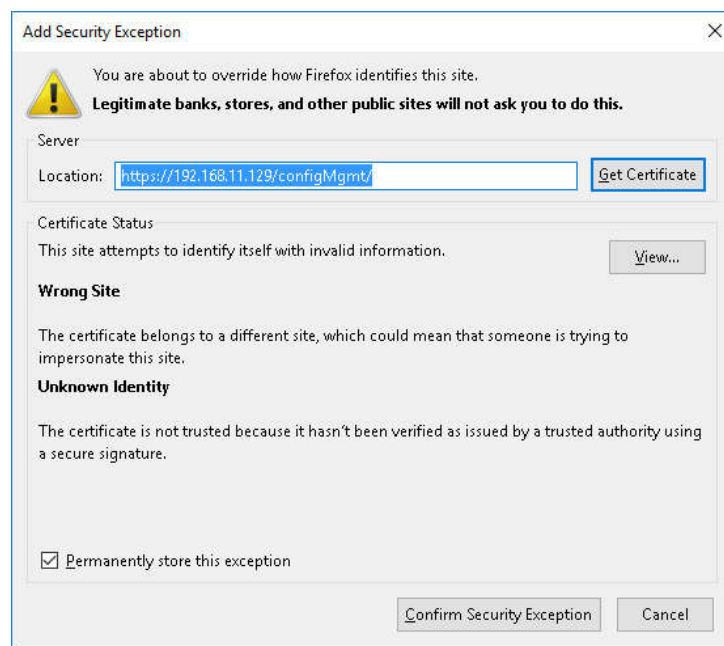 Add Security Exception
You are about to override how Firefox identifies this site.
Legitimate banks, stores, and other public sites will not ask you to do this.
Server
Location: https://192.168.11.129/configMgmt/ Get Certificate
Certificate Status
This site attempts to identify itself with invalid information.
View...
Wrong Site
The certificate belongs to a different site, which could mean that someone is trying to
impersonate this site.
Unknown Identity
The certificate is not trusted because it hasn't been verified as issued by a trusted authority using
a secure signature.
Permanently store this exception
Confirm Security Exception Cancel